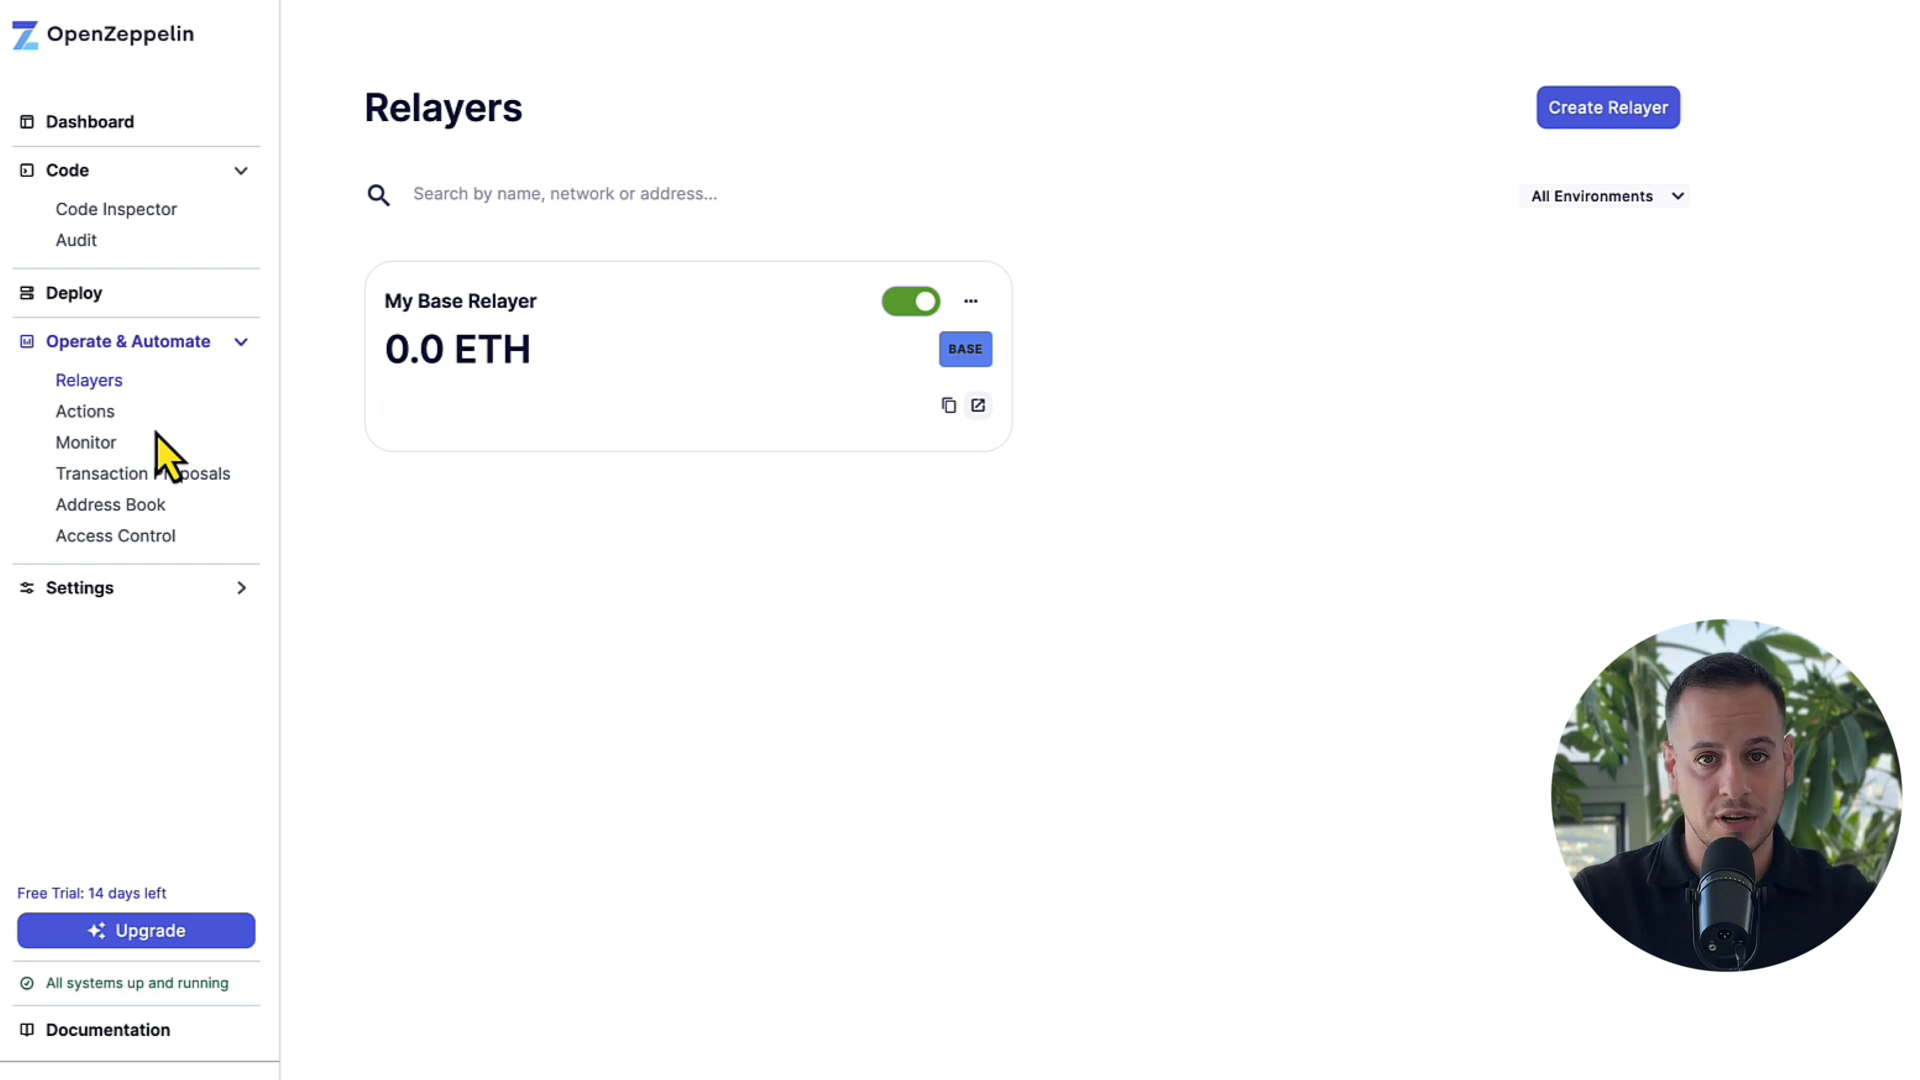 OpenZeppelin
Dashboard
Code
Code Inspector
Audit
Deploy
Operate & Automate
Relayers
Actions
Monitor
Transaction Proposals
Address Book
Access Control
Settings
Free Trial: 14 days left
Upgrade
All systems up and running
Documentation
Relayers
Create Relayer
Search by name, network or address...
All Environments
My Base Relayer
0.0 ETH
BASE